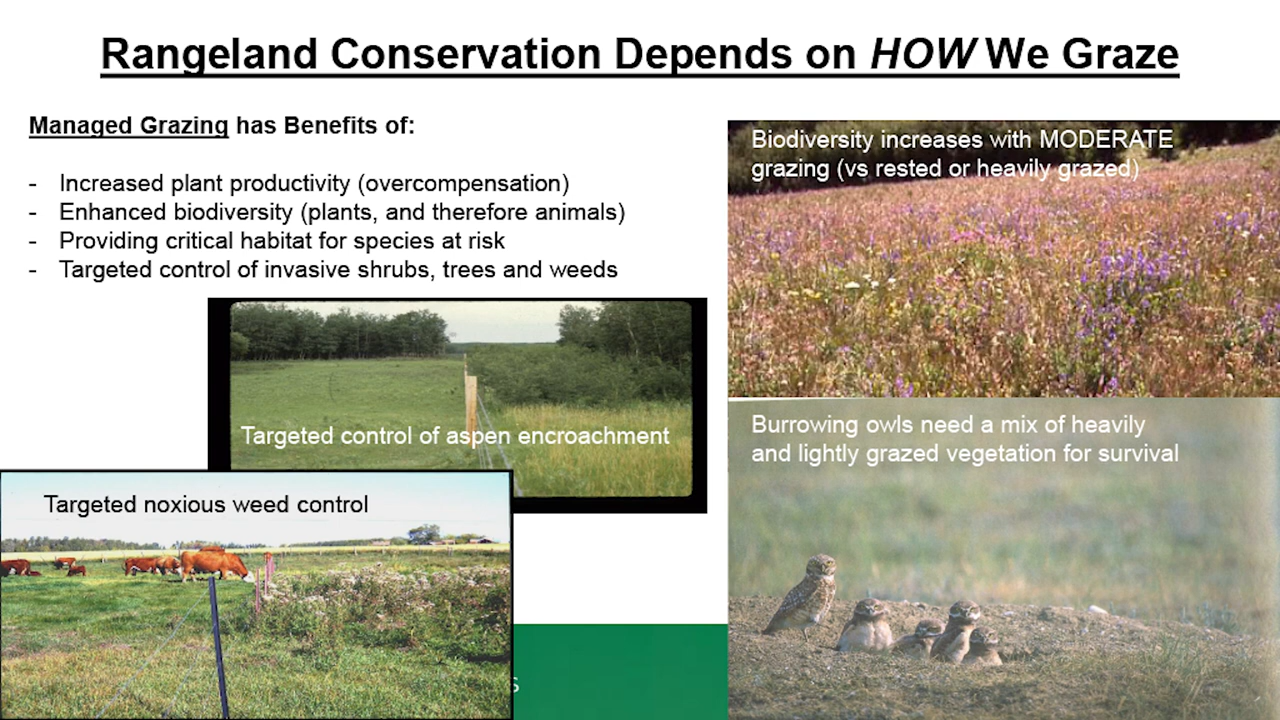 Rangeland Conservation Depends on HOW We Graze
Managed Grazing has Benefits of:
- Increased plant productivity (overcompensation)
- Enhanced biodiversity (plants, and therefore animals)
- Providing critical habitat for species at risk
- Targeted control of invasive shrubs, trees and weeds
Targeted control of aspen encroachment
Targeted noxious weed control
Biodiversity increases with MODERATE
grazing (vs rested or heavily grazed)
Burrowing owls need a mix of heavily
and lightly grazed vegetation for survival